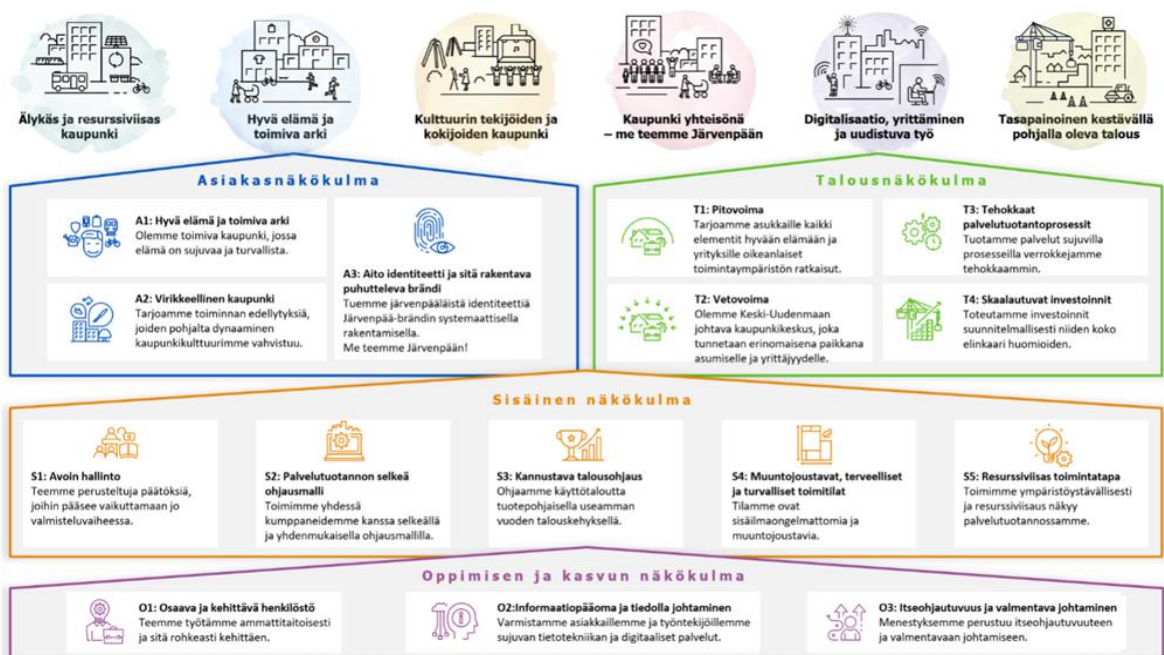 Älykäs ja resurssiviisas
kaupunki
Hyvä elämä ja
toimiva arki
Kulttuurin tekijöiden ja
kokijoiden kaupunki
Kaupunki yhteisönä
– me teemme Järvenpään
Digitalisaatio, yrittäminen
ja uudistuva työ
Tasapainoinen kestävällä
pohjalla oleva talous
Asiakasnäkökulma
A1: Hyvä elämä ja toimiva arki
Olemme toimiva kaupunki, jossa
elämä on sujuvaa ja turvallista.
A2: Virikkeellinen kaupunki
Tarjoamme toiminnan edellytyksiä,
joiden pohjalta dynaaminen
kaupunkikulttuurimme vahvistuu.
A3: Aito identiteetti ja sitä rakentava
puhutteleva brändi
Tuemme järvenpääläistä identiteettiä
Järvenpää-brändin systemaattisella
rakentamisella.
Me teemme Järvenpään!
Talousnäkökulma
T1: Pitovoima
Tarjoamme asukkaille kaikki
elementit hyvään elämään ja
yrityksille oikeanlaiset
toimintaympäristön ratkaisut.
T2: Vetovoima
Olemme Keski-Uudenmaan
johtava kaupunkikeskus, joka
tunnetaan erinomaisena paikkana
asumiselle ja yrittäjyydelle.
T3: Tehokkaat
palvelutuotantoprosessit
Tuotamme palvelut sujuvilla
prosesseilla verrokkejamme
tehokkaammin.
T4: Skaalautuvat investoinnit
Toteutamme investoinnit
suunnitelmallisesti niiden koko
elinkaari huomioiden.
Sisäinen näkökulma
S1: Avoin hallinto
Teemme perusteltuja päätöksiä,
joihin pääsee vaikuttamaan jo
valmisteluvaiheessa.
S2: Palvelutuotannon selkeä
ohjausmalli
Toimimme yhdessä
kumppaneidemme kanssa selkeällä
ja yhdenmukaisella ohjausmallilla.
S3: Kannustava talousohjaus
Ohjaamme käyttötaloutta
tuotepohjaisella useamman
vuoden talouskehyksellä.
S4: Muuntojoustavat, terveelliset
ja turvalliset toimitilat
Tilamme ovat
sisäilmaongelmattomia ja
muuntojoustavia.
S5: Resurssiviisas toimintatapa
Toimimme ympäristöystävällisesti
ja resurssiviisaus näkyy
palvelutuotannossamme.
Oppimisen ja kasvun näkökulma
O1: Osaava ja kehittävä henkilöstö
Teemme työtämme ammattitaitoisesti
ja sitä rohkeasti kehittäen.
O2:Informaatiopääoma ja tiedolla johtaminen
Varmistamme asiakkaillemme ja työntekijöillemme
sujuvan tietotekniikan ja digitaaliset palvelut.
O3: Itseohjautuvuus ja valmentava johtaminen
Menestyksemme perustuu itseohjautuvuuteen
ja valmentavaan johtamiseen.